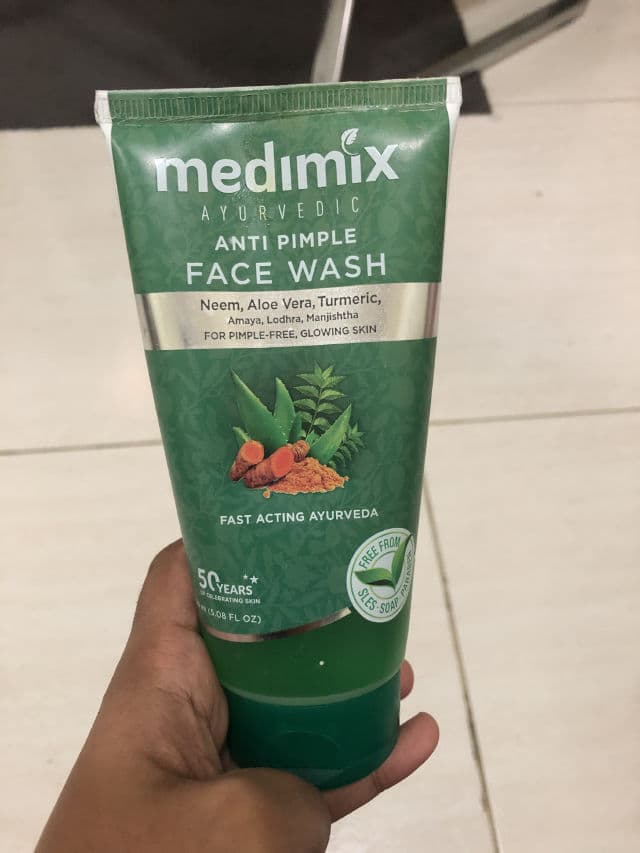 medimix
AYURVEDIC
ANTI PIMPLE
FACE WASH
Neem, Aloe Vera, Turmeric,
Amaya, Lodhra, Manjishtha
FOR PIMPLE-FREE, GLOWING SKIN
FAST ACTING AYURVEDA
FREE FROM
SLES·SOAP·PARABEN
50 YEARS
OF CELEBRATING SKIN
(5.08 FL OZ)